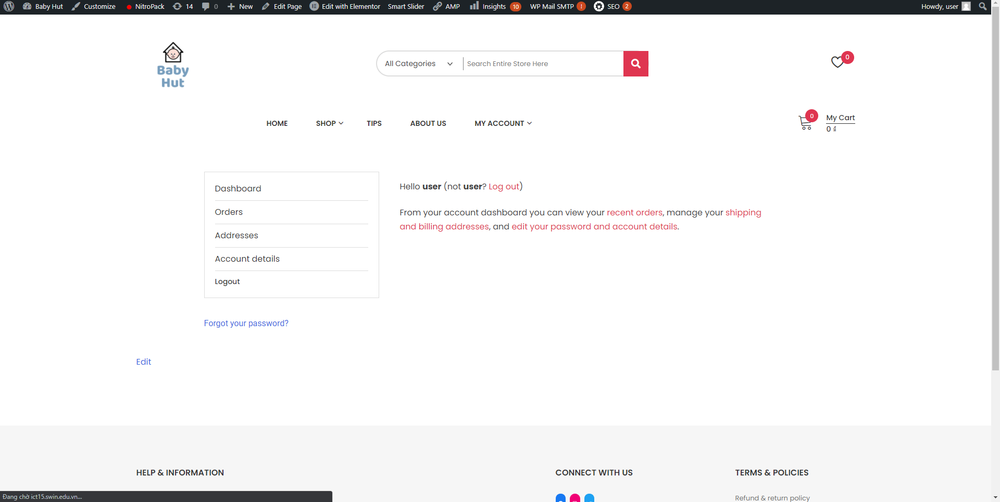 Baby Hut Customize NitroPack 14 0 New Edit Page Edit with Elementor Smart Slider AMP Insights 10 WP Mail SMTP ! SEO 2 Howdy, user
Baby
Hut
All Categories Search Entire Store Here
0
HOME SHOP TIPS ABOUT US MY ACCOUNT
0 My Cart
0 ₫
Dashboard
Orders
Addresses
Account details
Logout
Hello user (not user? Log out)
From your account dashboard you can view your recent orders, manage your shipping
and billing addresses, and edit your password and account details.
Forgot your password?
Edit
HELP & INFORMATION
CONNECT WITH US
TERMS & POLICIES
Refund & return policy
Đang chờ ict15.swin.edu.vn...